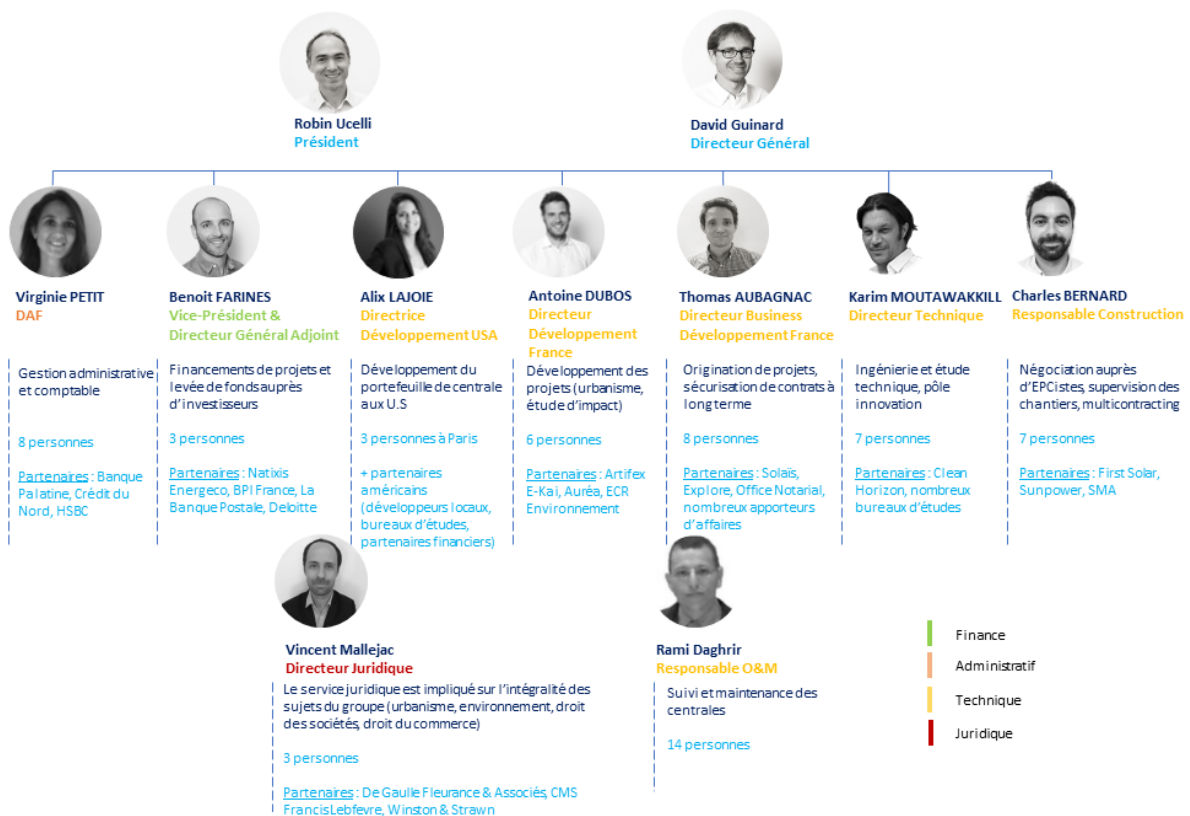 Robin Ucelli
Président
David Guinard
Directeur Général
Virginie PETIT
DAF
Gestion administrative
et comptable
8 personnes
Partenaires : Banque
Palatine, Crédit du
Nord, HSBC
Benoit FARINES
Vice-Président &
Directeur Général Adjoint
Financements de projets et
levée de fonds auprès
d'investisseurs
3 personnes
Partenaires : Natixis
Energeco, BPI France, La
Banque Postale, Deloitte
Alix LAJOIE
Directrice
Développement USA
Développement du
portefeuille de centrale
aux U.S
3 personnes à Paris
+ partenaires
américains
(développeurs locaux,
bureaux d'études,
partenaires financiers)
Antoine DUBOS
Directeur
Développement
France
Développement des
projets (urbanisme,
étude d'impact)
6 personnes
Partenaires : Artifex
E-Kai, Auréa, ECR
Environnement
Thomas AUBAGNAC
Directeur Business
Développement France
Origination de projets,
sécurisation de contrats à
long terme
8 personnes
Partenaires : Solaïs,
Explore, Office Notarial,
nombreux apporteurs
d'affaires
Karim MOUTAWAKKILL
Directeur Technique
Ingénierie et étude
technique, pôle
innovation
7 personnes
Partenaires : Clean
Horizon, nombreux
bureaux d'études
Charles BERNARD
Responsable Construction
Négociation auprès
d'EPCistes, supervision des
chantiers, multicontracting
7 personnes
Partenaires : First Solar,
Sunpower, SMA
Vincent Mallejac
Directeur Juridique
Le service juridique est impliqué sur l'intégralité des
sujets du groupe (urbanisme, environnement, droit
des sociétés, droit du commerce)
3 personnes
Partenaires : De Gaulle Fleurance & Associés, CMS
Francis Lebfevre, Winston & Strawn
Rami Daghrir
Responsable O&M
Suivi et maintenance des
centrales
14 personnes
Finance
Administratif
Technique
Juridique